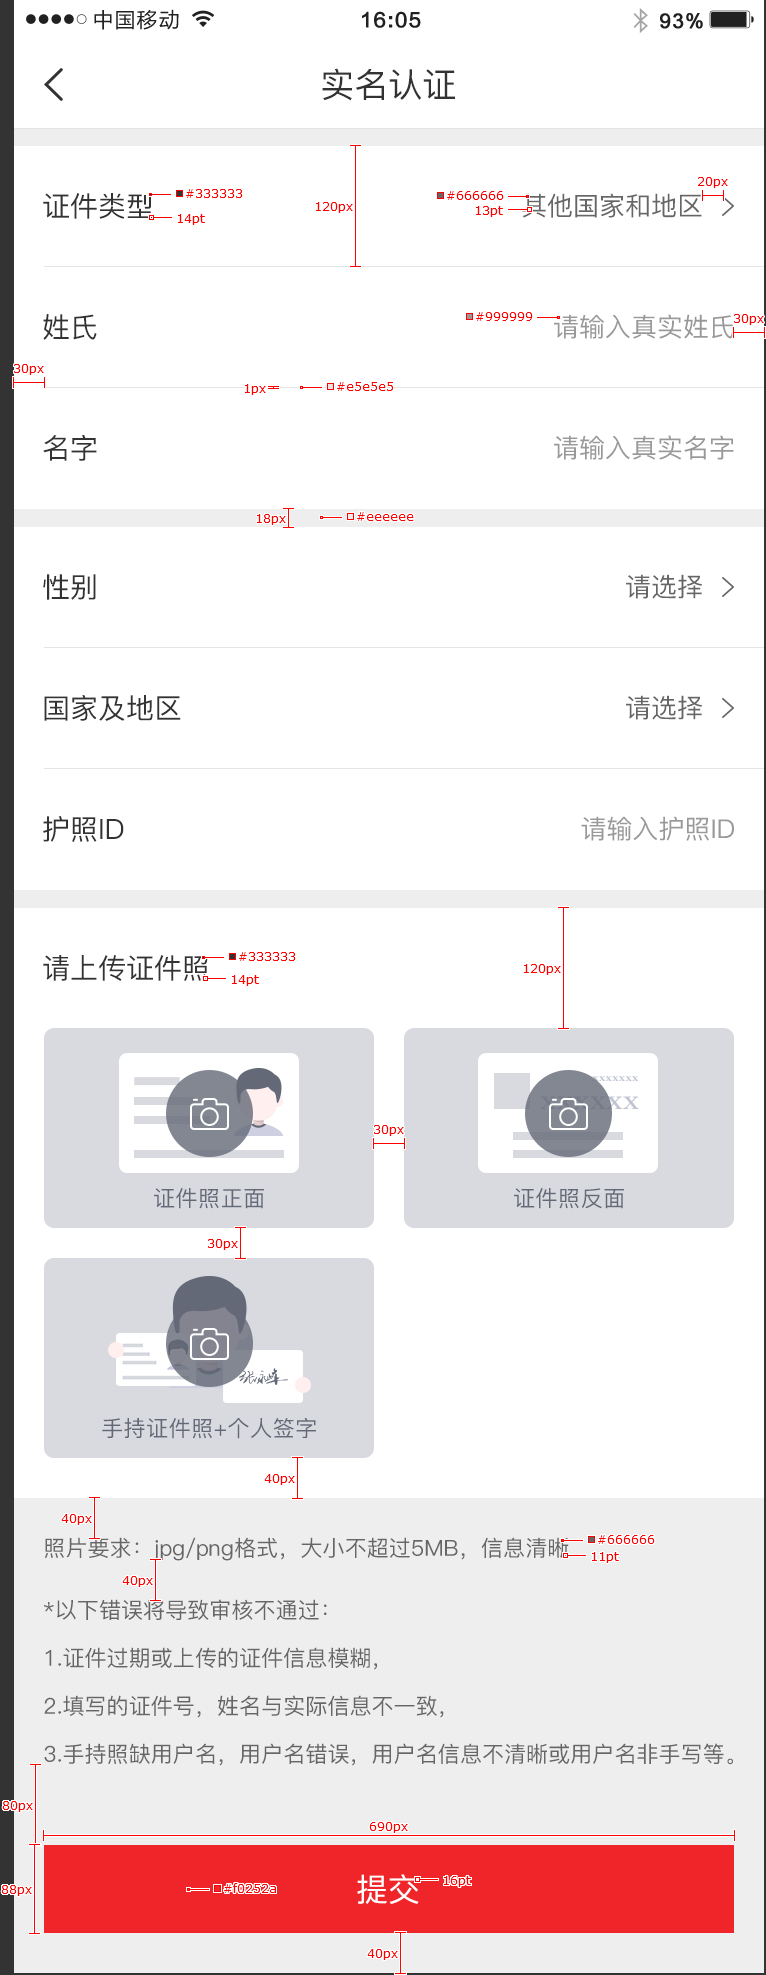 中国移动 16:05 93%
实名认证
证件类型 #333333 14pt 120px #666666 13pt 其他国家和地区 20px
姓氏 #999999 请输入真实姓氏 30px
30px 1px #e5e5e5
名字 请输入真实名字
18px #eeeeee
性别 请选择
国家及地区 请选择
护照ID 请输入护照ID
请上传证件照 #333333 14pt 120px
xxxxxxx
XXXXX
30px
证件照正面 证件照反面
30px
手持证件照+个人签字
40px
40px
照片要求：jpg/png格式，大小不超过5MB，信息清晰 #666666 11pt
40px
*以下错误将导致审核不通过：
1.证件过期或上传的证件信息模糊，
2.填写的证件号，姓名与实际信息不一致，
3.手持照缺用户名，用户名错误，用户名信息不清晰或用户名非手写等。
80px
690px
88px #f0252a 提交 16pt
40px